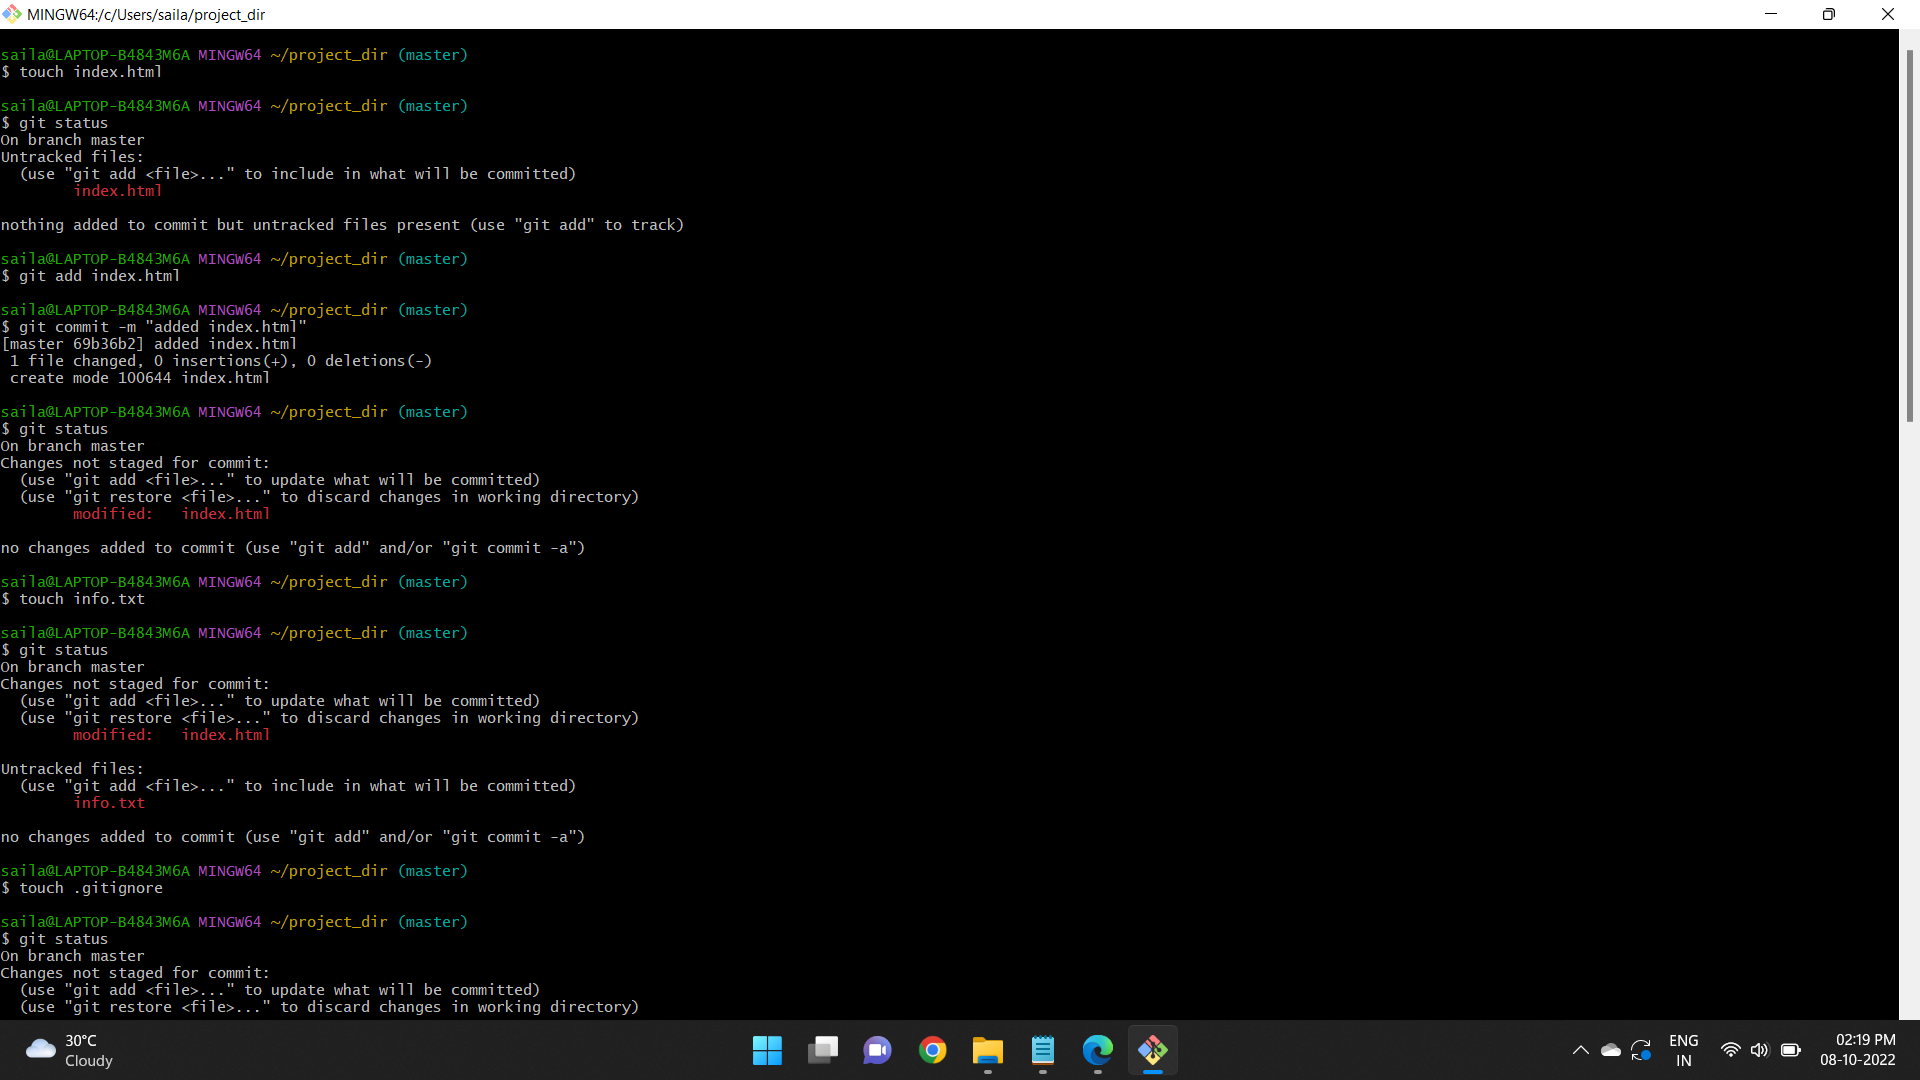 MINGW64:/c/Users/saila/project_dir
saila@LAPTOP-B4843M6A MINGW64 ~/project_dir (master)
$ touch index.html
saila@LAPTOP-B4843M6A MINGW64 ~/project_dir (master)
$ git status
On branch master
Untracked files:
  (use "git add <file>..." to include in what will be committed)
        index.html
nothing added to commit but untracked files present (use "git add" to track)
saila@LAPTOP-B4843M6A MINGW64 ~/project_dir (master)
$ git add index.html
saila@LAPTOP-B4843M6A MINGW64 ~/project_dir (master)
$ git commit -m "added index.html"
[master 69b36b2] added index.html
 1 file changed, 0 insertions(+), 0 deletions(-)
 create mode 100644 index.html
saila@LAPTOP-B4843M6A MINGW64 ~/project_dir (master)
$ git status
On branch master
Changes not staged for commit:
  (use "git add <file>..." to update what will be committed)
  (use "git restore <file>..." to discard changes in working directory)
        modified:   index.html
no changes added to commit (use "git add" and/or "git commit -a")
saila@LAPTOP-B4843M6A MINGW64 ~/project_dir (master)
$ touch info.txt
saila@LAPTOP-B4843M6A MINGW64 ~/project_dir (master)
$ git status
On branch master
Changes not staged for commit:
  (use "git add <file>..." to update what will be committed)
  (use "git restore <file>..." to discard changes in working directory)
        modified:   index.html
Untracked files:
  (use "git add <file>..." to include in what will be committed)
        info.txt
no changes added to commit (use "git add" and/or "git commit -a")
saila@LAPTOP-B4843M6A MINGW64 ~/project_dir (master)
$ touch .gitignore
saila@LAPTOP-B4843M6A MINGW64 ~/project_dir (master)
$ git status
On branch master
Changes not staged for commit:
  (use "git add <file>..." to update what will be committed)
  (use "git restore <file>..." to discard changes in working directory)
30°C
Cloudy
ENG
IN
02:19 PM
08-10-2022